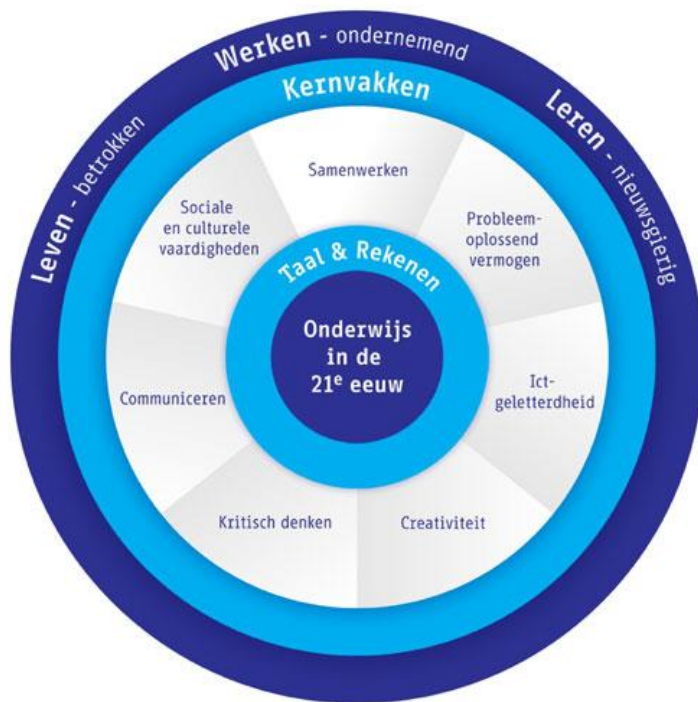 Werken - ondernemend
Leven - betrokken
Leren - nieuwsgierig
Kernvakken
Samenwerken
Sociale
en culturele
vaardigheden
Probleem-
oplossend
vermogen
Taal & Rekenen
Onderwijs
in de
21e eeuw
Communiceren
Ict-
geletterdheid
Kritisch denken
Creativiteit